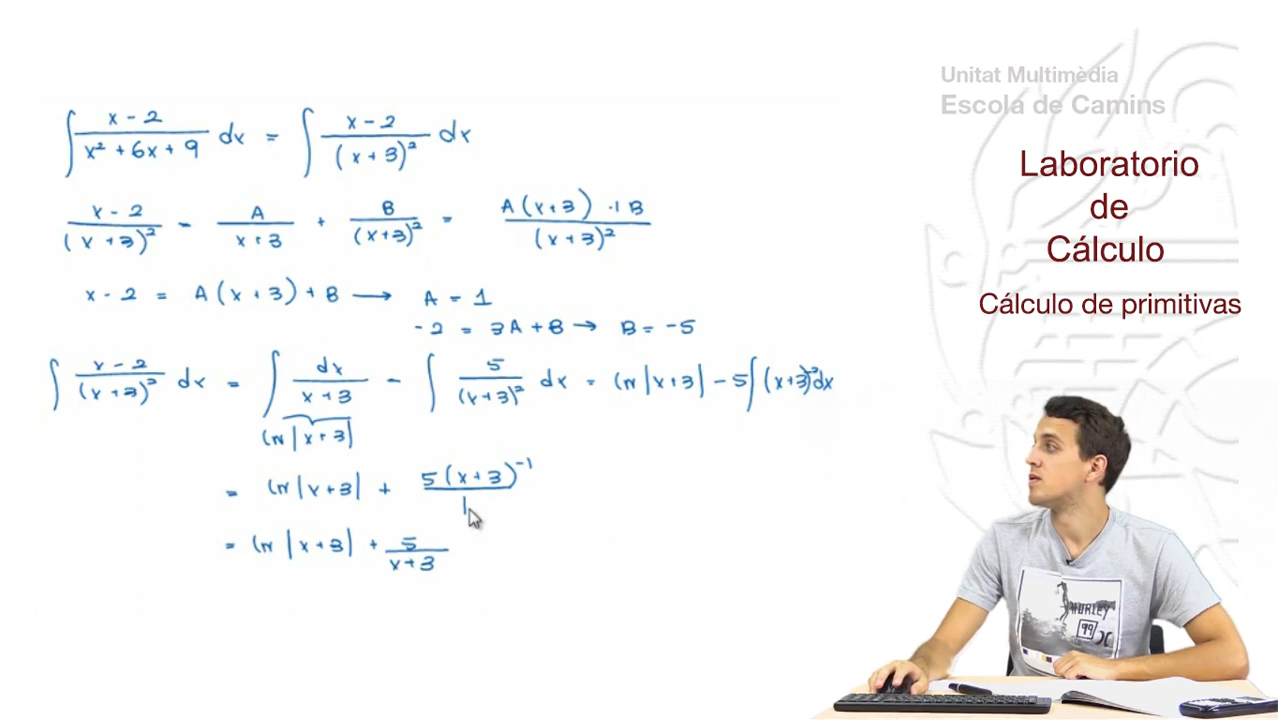 Unitat Multimèdia
Escola de Camins
Laboratorio
de
Cálculo
Cálculo de primitivas
∫ (x - 2)/(x² + 6x + 9) dx = ∫ (x - 2)/(x + 3)² dx
(x - 2)/(x + 3)² = A/(x + 3) + B/(x + 3)² = (A(x + 3) + B)/(x + 3)²
x - 2 = A(x + 3) + B → A = 1
-2 = 3A + B → B = -5
∫ (x - 2)/(x + 3)² dx = ∫ dx/(x + 3) - ∫ 5/(x + 3)² dx = ln|x + 3| - 5∫(x + 3)⁻²dx
ln|x + 3|
= ln|x + 3| + 5(x + 3)⁻¹/1
= ln|x + 3| + 5/(x + 3)
HURLEY
99